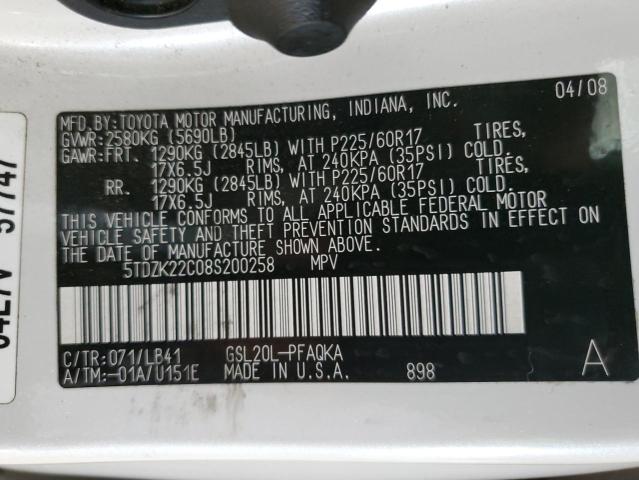 04/08
MFD.BY:TOYOTA MOTOR MANUFACTURING, INDIANA, INC.
GVWR:2580KG (5690LB)
GAWR:FRT. 1290KG (2845LB) WITH P225/60R17 TIRES,
17X6.5J RIMS, AT 240KPA (35PSI) COLD.
RR. 1290KG (2845LB) WITH P225/60R17 TIRES,
17X6.5J RIMS, AT 240KPA (35PSI) COLD.
THIS VEHICLE CONFORMS TO ALL APPLICABLE FEDERAL MOTOR
VEHICLE SAFETY AND THEFT PREVENTION STANDARDS IN EFFECT ON
THE DATE OF MANUFACTURE SHOWN ABOVE.
5TDZK22C08S200258 MPV
C/TR:071/LB41 GSL20L-PFAQKA
A/TM:-01A/U151E MADE IN U.S.A. 898 A